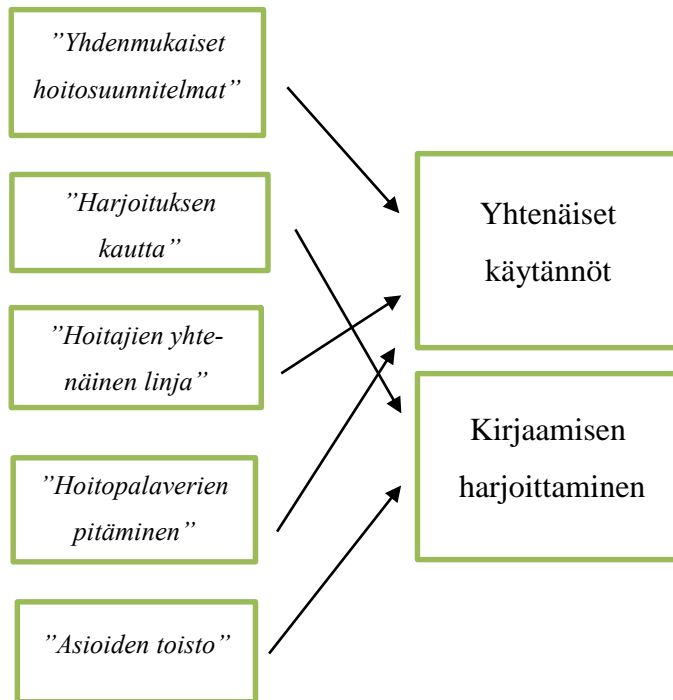 ”Yhdenmukaiset
hoitosuunnitelmat”
”Harjoituksen
kautta”
”Hoitajien yhte-
näinen linja”
”Hoitopalaverien
pitäminen”
”Asioiden toisto”
Yhtenäiset
käytännöt
Kirjaamisen
harjoittaminen